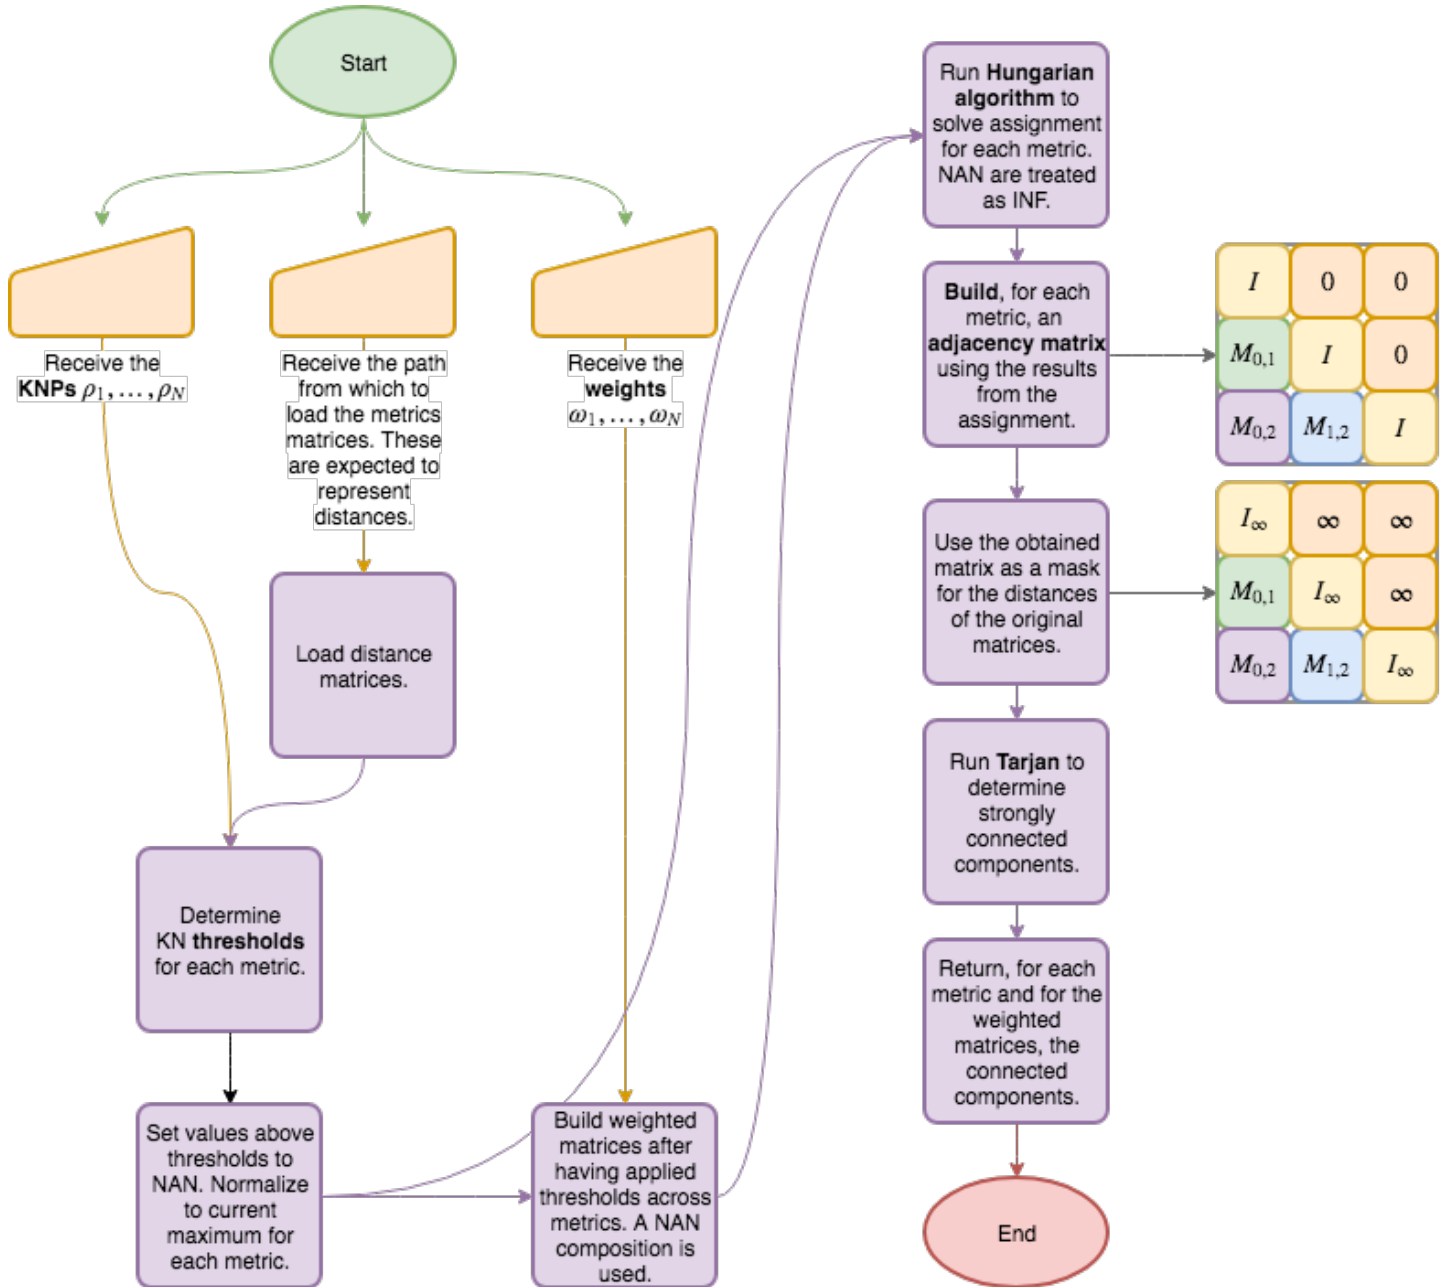 Start
Receive the
KNPs ρ₁, . . . , ρ_N
Receive the path
from which to
load the metrics
matrices. These
are expected to
represent
distances.
Receive the
weights
ω₁, . . . , ω_N
Load distance
matrices.
Determine
KN thresholds
for each metric.
Set values above
thresholds to
NAN. Normalize
to current
maximum for
each metric.
Build weighted
matrices after
having applied
thresholds across
metrics. A NAN
composition is
used.
Run Hungarian
algorithm to
solve assignment
for each metric.
NAN are treated
as INF.
Build, for each
metric, an
adjacency matrix
using the results
from the
assignment.
I 0 0
M₀,₁ I 0
M₀,₂ M₁,₂ I
Use the obtained
matrix as a mask
for the distances
of the original
matrices.
I∞ ∞ ∞
M₀,₁ I∞ ∞
M₀,₂ M₁,₂ I∞
Run Tarjan to
determine
strongly
connected
components.
Return, for each
metric and for the
weighted
matrices, the
connected
components.
End